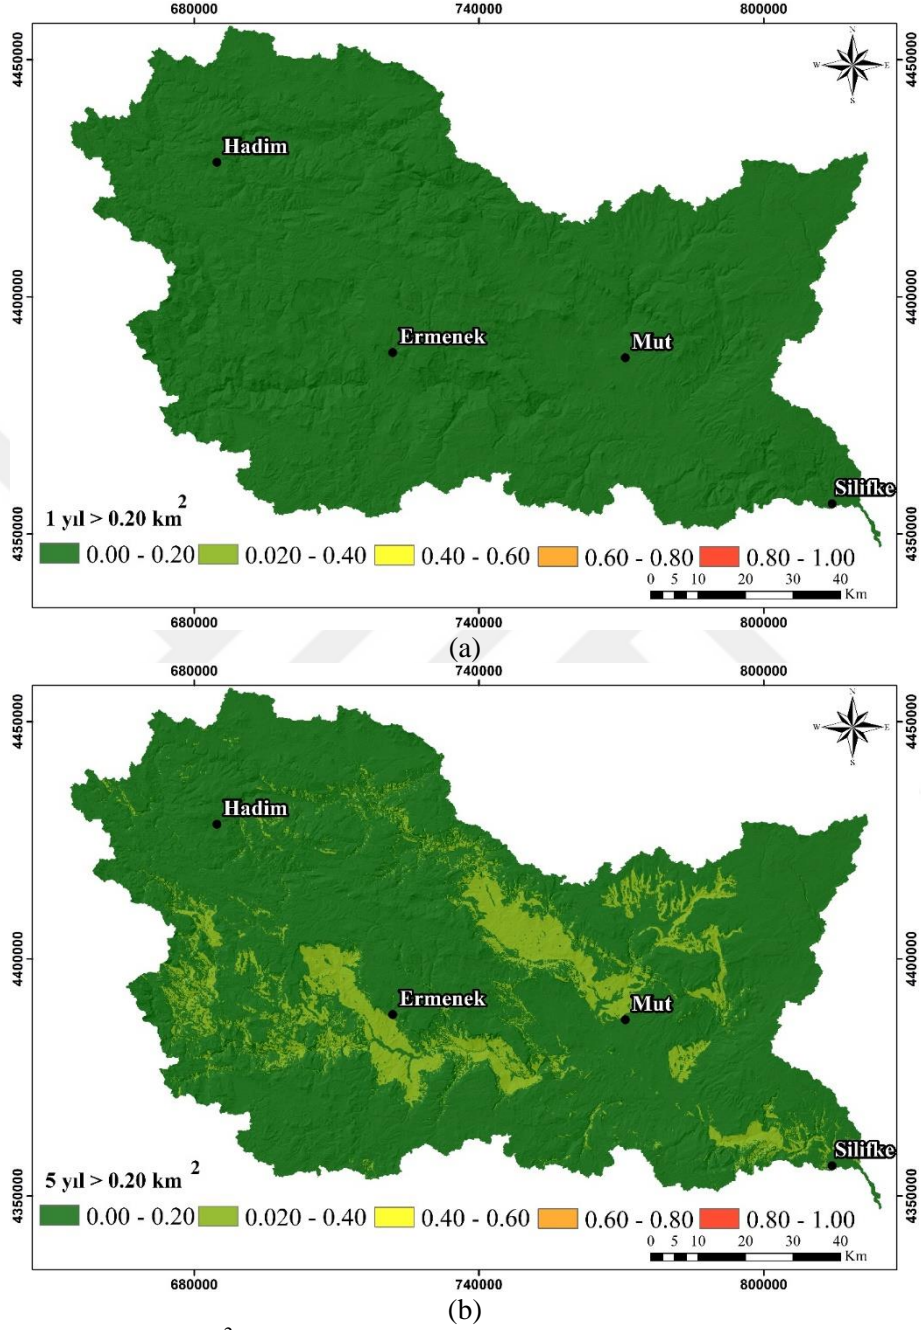 680000 740000 800000
4450000 4450000
N
W E
S
Hadim
4400000 4400000
Ermenek
Mut
Silifke
1 yıl > 0.20 km2
4350000 4350000
0.00 - 0.20 0.020 - 0.40 0.40 - 0.60 0.60 - 0.80 0.80 - 1.00
0 5 10 20 30 40
Km
680000 740000 800000
(a)
680000 740000 800000
4450000 4450000
N
W E
S
Hadim
4400000 4400000
Ermenek
Mut
Silifke
5 yıl > 0.20 km2
4350000 4350000
0.00 - 0.20 0.020 - 0.40 0.40 - 0.60 0.60 - 0.80 0.80 - 1.00
0 5 10 20 30 40
Km
680000 740000 800000
(b)